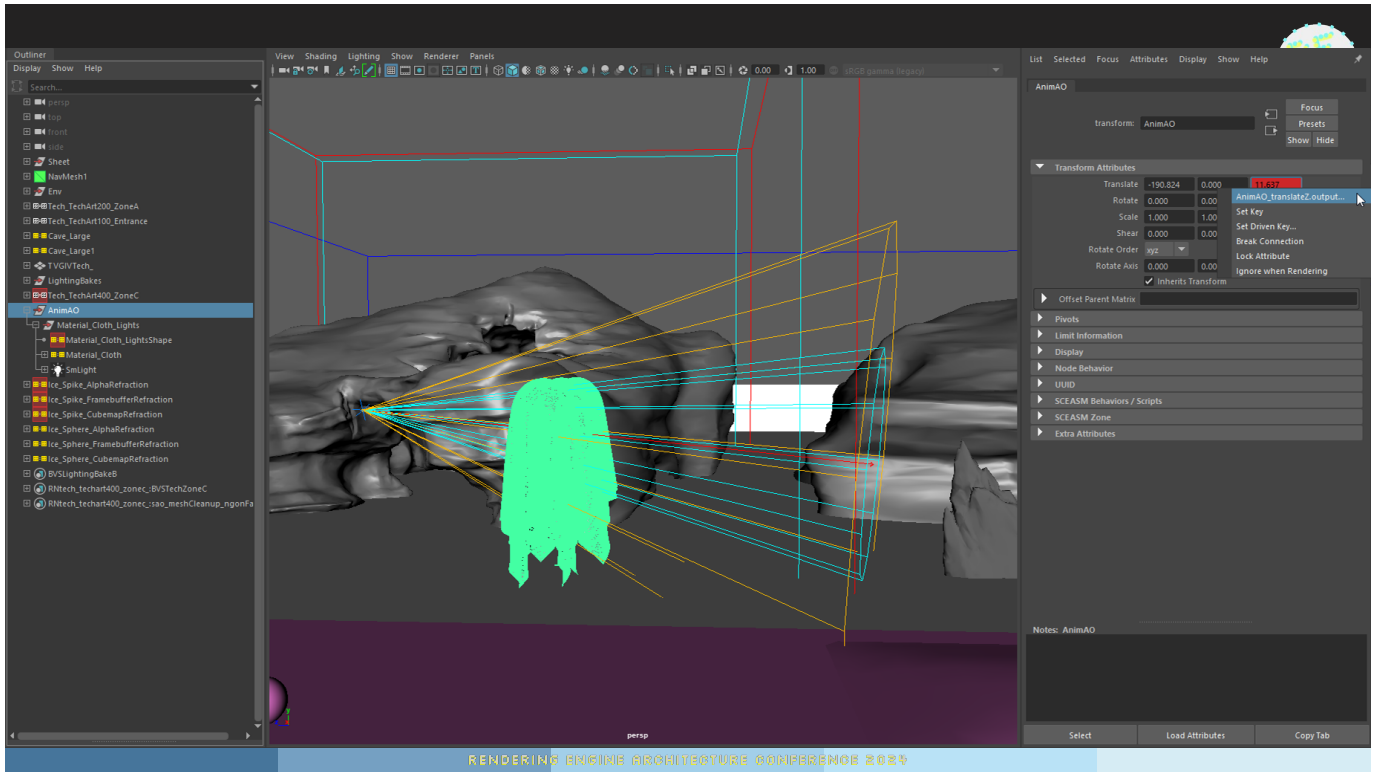 Outliner
Display Show Help
Search...
persp
top
front
side
Sheet
NavMesh1
Env
Tech_TechArt200_ZoneA
Tech_TechArt100_Entrance
Cave_Large
Cave_Large1
TVGIVTech_
LightingBakes
Tech_TechArt400_ZoneC
AnimAO
Material_Cloth_Lights
Material_Cloth_LightsShape
Material_Cloth
SmLight
Ice_Spike_AlphaRefraction
Ice_Spike_FramebufferRefraction
Ice_Spike_CubemapRefraction
Ice_Sphere_AlphaRefraction
Ice_Sphere_FramebufferRefraction
Ice_Sphere_CubemapRefraction
BVSLightingBakeB
RNtech_techart400_zonec_:BVSTechZoneC
RNtech_techart400_zonec_:sao_meshCleanup_ngonFa
View Shading Lighting Show Renderer Panels
0.00 1.00 sRGB gamma (legacy)
persp
List Selected Focus Attributes Display Show Help
AnimAO
transform: AnimAO
Focus
Presets
Show Hide
Transform Attributes
Translate -190.824 0.000 11.637
Rotate 0.000 0.00
Scale 1.000 1.00
Shear 0.000 0.00
Rotate Order xyz
Rotate Axis 0.000 0.00
AnimAO_translateZ.output...
Set Key
Set Driven Key...
Break Connection
Lock Attribute
Ignore when Rendering
Inherits Transform
Offset Parent Matrix
Pivots
Limit Information
Display
Node Behavior
UUID
SCEASM Behaviors / Scripts
SCEASM Zone
Extra Attributes
Notes: AnimAO
Select Load Attributes Copy Tab
RENDERING ENGINE ARCHITECTURE CONFERENCE 2024